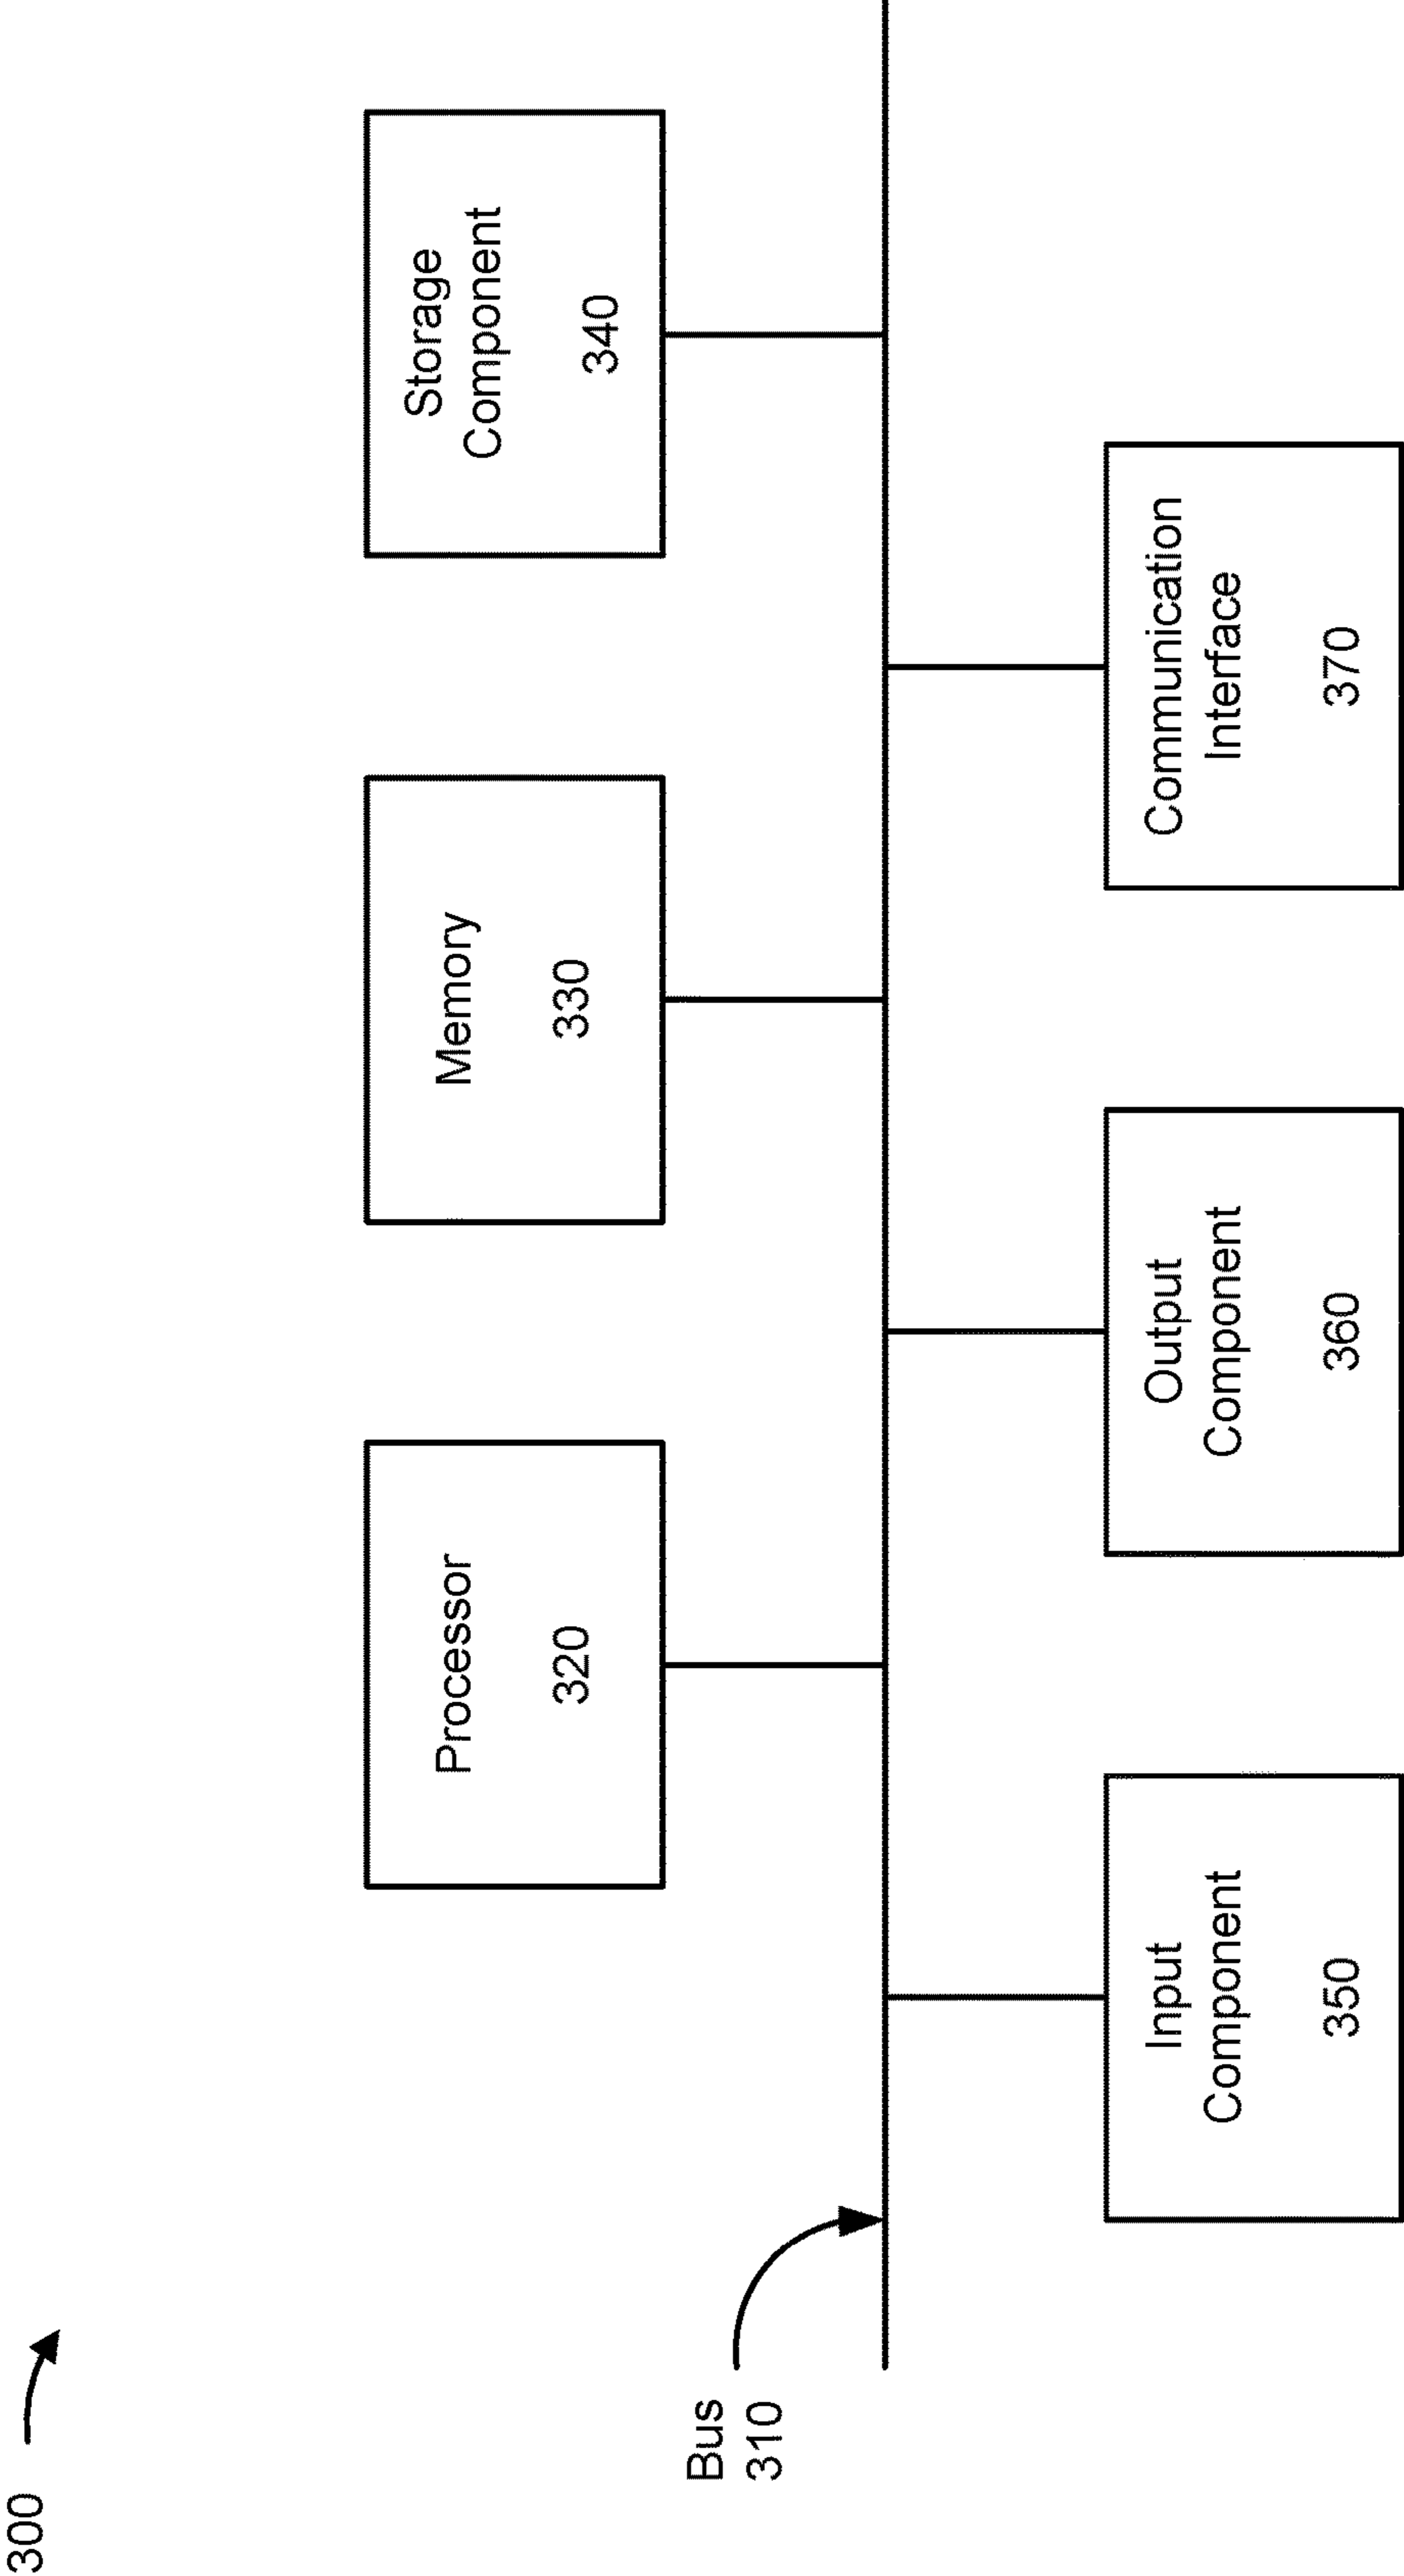 300
Bus
310
Processor
320
Memory
330
Storage
Component
340
Input
Component
350
Output
Component
360
Communication
Interface
370